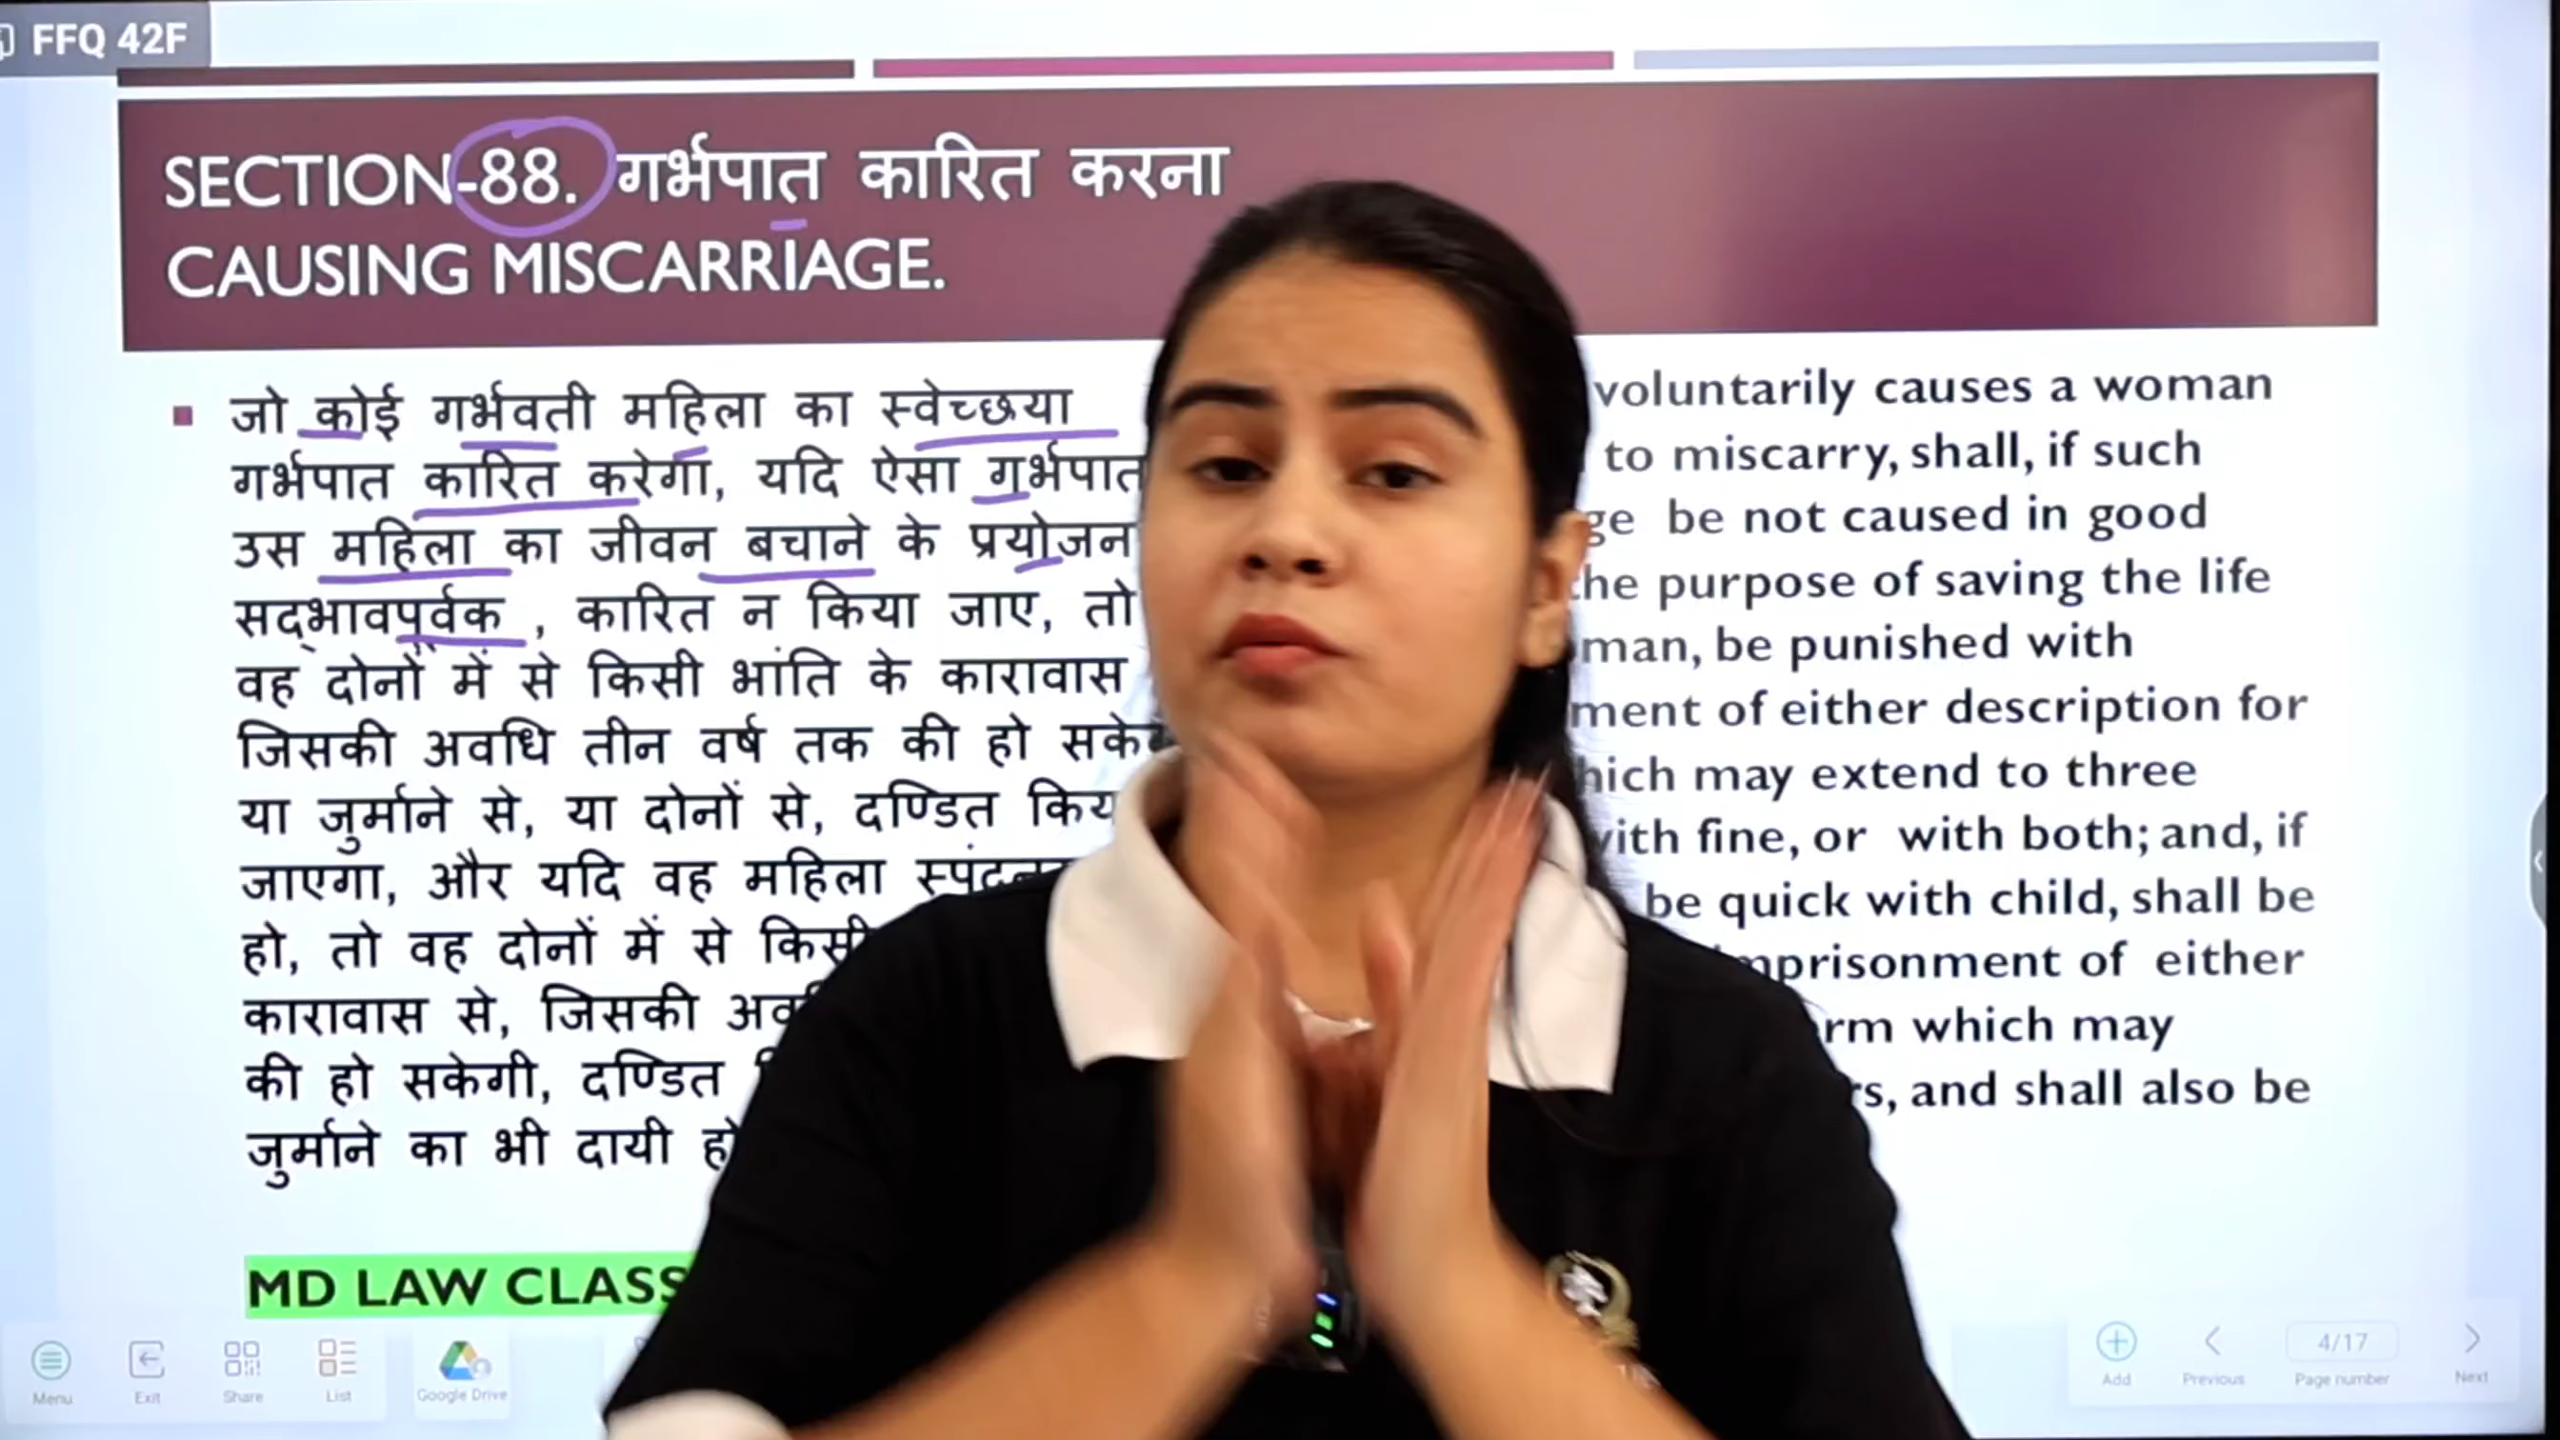 FFQ 42F
SECTION-88. गर्भपात कारित करना
CAUSING MISCARRIAGE.
जो कोई गर्भवती महिला का स्वेच्छया
गर्भपात कारित करेगा, यदि ऐसा गर्भपात
उस महिला का जीवन बचाने के प्रयोजन
सद्भावपूर्वक , कारित न किया जाए, तो
वह दोनों में से किसी भांति के कारावास
जिसकी अवधि तीन वर्ष तक की हो
या जुर्माने से, या दोनों से, दण्डित
जाएगा, और यदि वह महिला
हो, तो वह दोनों में से किसी
कारावास से, जिसकी
की हो सकेगी, दण्डित
जुर्माने का भी दायी
voluntarily causes a woman
to miscarry, shall, if such
be not caused in good
purpose of saving the life
be punished with
of either description for
may extend to three
fine, or with both; and, if
be quick with child, shall be
of either
which may
and shall also be
MD LAW CLASS
Menu
Exit
Share
List
Google Drive
Add
Previous
4/17
Page number
Next